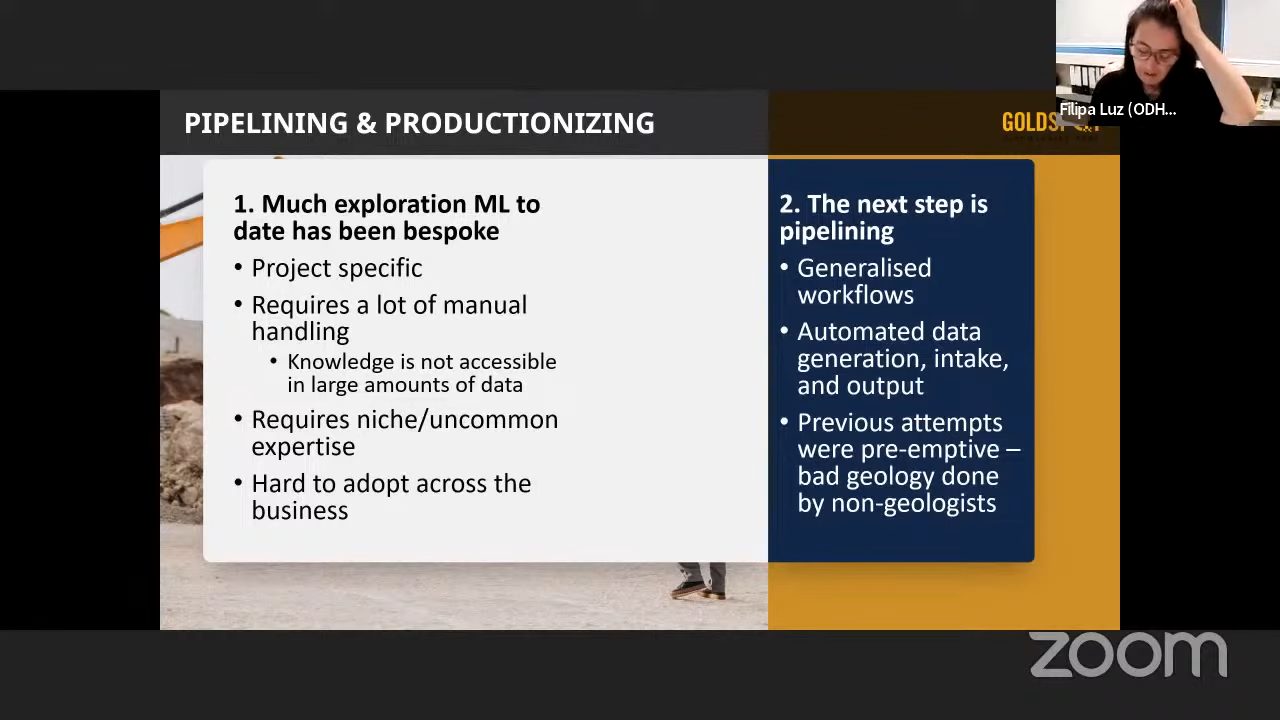 Filipa Luz (ODH...
PIPELINING & PRODUCTIONIZING
1. Much exploration ML to
date has been bespoke
• Project specific
• Requires a lot of manual
handling
• Knowledge is not accessible
in large amounts of data
• Requires niche/uncommon
expertise
• Hard to adopt across the
business
2. The next step is
pipelining
• Generalised
workflows
• Automated data
generation, intake,
and output
• Previous attempts
were pre-emptive –
bad geology done
by non-geologists
zoom